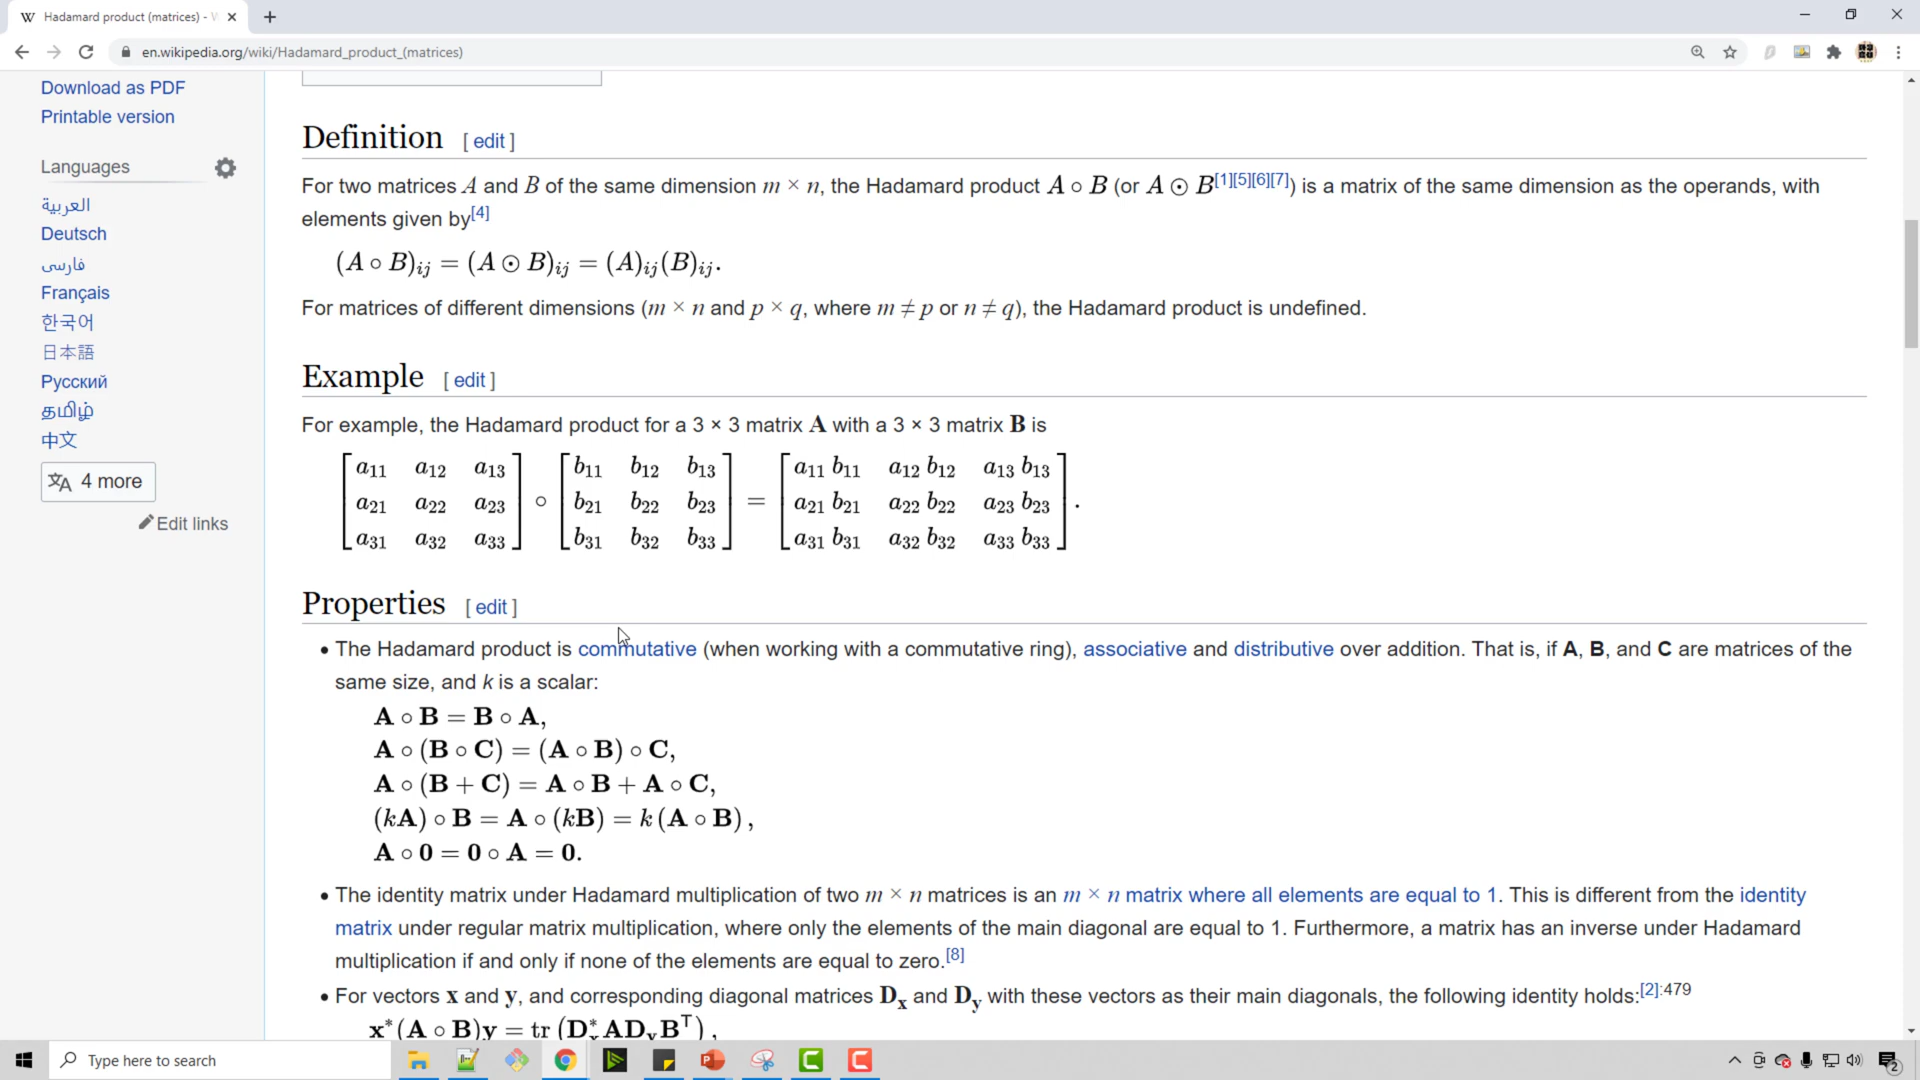 Hadamard product (matrices) - W
en.wikipedia.org/wiki/Hadamard_product_(matrices)
Download as PDF
Printable version
Languages
العربية
Deutsch
فارسی
Français
한국어
日本語
Русский
தமிழ்
中文
4 more
Edit links
Definition [ edit ]
For two matrices A and B of the same dimension m × n, the Hadamard product A ∘ B (or A ⊙ B[1][5][6][7]) is a matrix of the same dimension as the operands, with
elements given by[4]
(A ∘ B)ij = (A ⊙ B)ij = (A)ij(B)ij.
For matrices of different dimensions (m × n and p × q, where m ≠ p or n ≠ q), the Hadamard product is undefined.
Example [ edit ]
For example, the Hadamard product for a 3 × 3 matrix A with a 3 × 3 matrix B is
a11 a12 a13 b11 b12 b13 a11 b11 a12 b12 a13 b13
a21 a22 a23 ∘ b21 b22 b23 = a21 b21 a22 b22 a23 b23 .
a31 a32 a33 b31 b32 b33 a31 b31 a32 b32 a33 b33
Properties [ edit ]
• The Hadamard product is commutative (when working with a commutative ring), associative and distributive over addition. That is, if A, B, and C are matrices of the
same size, and k is a scalar:
A ∘ B = B ∘ A,
A ∘ (B ∘ C) = (A ∘ B) ∘ C,
A ∘ (B + C) = A ∘ B + A ∘ C,
(kA) ∘ B = A ∘ (kB) = k (A ∘ B) ,
A ∘ 0 = 0 ∘ A = 0.
• The identity matrix under Hadamard multiplication of two m × n matrices is an m × n matrix where all elements are equal to 1. This is different from the identity
matrix under regular matrix multiplication, where only the elements of the main diagonal are equal to 1. Furthermore, a matrix has an inverse under Hadamard
multiplication if and only if none of the elements are equal to zero.[8]
• For vectors x and y, and corresponding diagonal matrices Dx and Dy with these vectors as their main diagonals, the following identity holds:[2]:479
x*(A ∘ B)y = tr (Dx*ADyBᵀ) ,
Type here to search
2